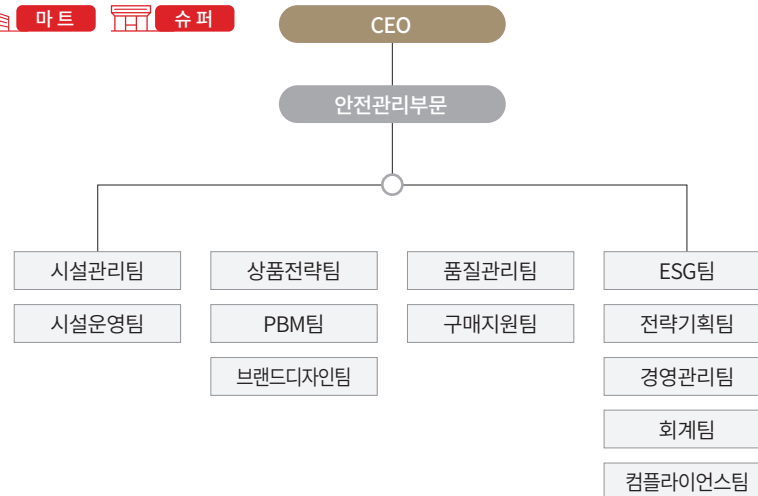 마트 슈퍼
CEO
안전관리부문
시설관리팀 상품전략팀 품질관리팀 ESG팀
시설운영팀 PBM팀 구매지원팀 전략기획팀
브랜드디자인팀 경영관리팀
회계팀
컴플라이언스팀